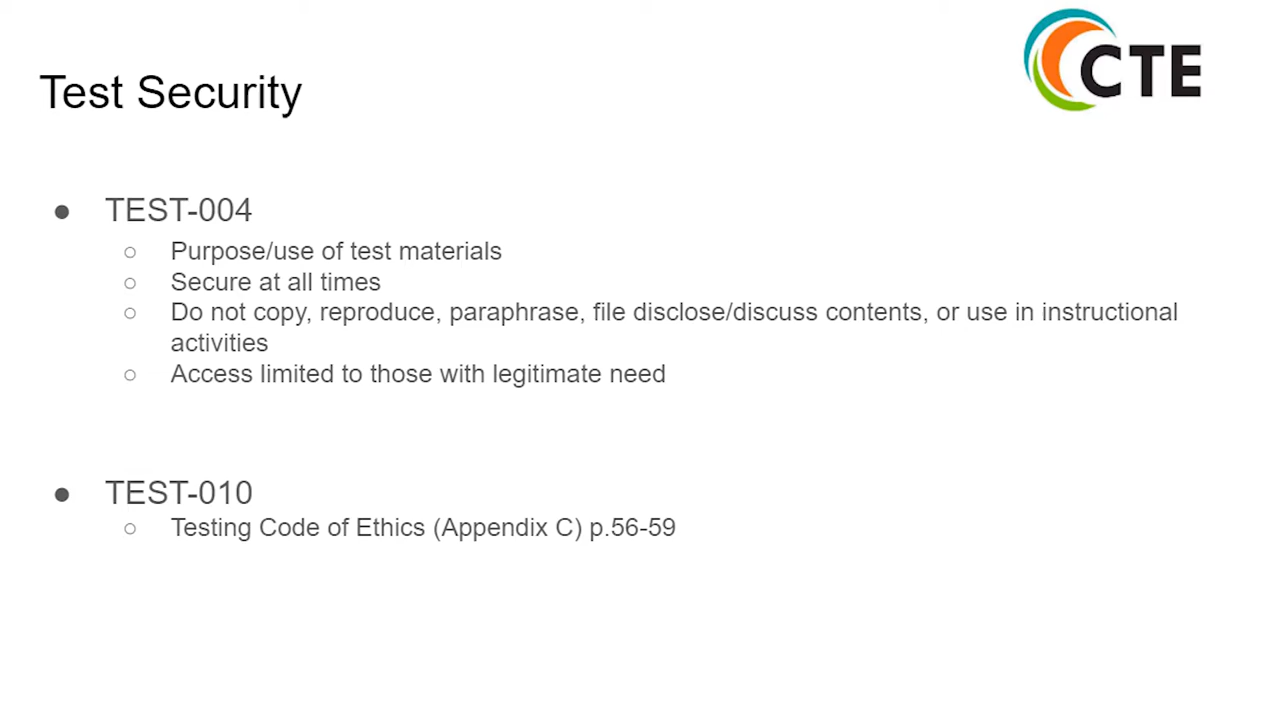 CTE
Test Security
● TEST-004
○ Purpose/use of test materials
○ Secure at all times
○ Do not copy, reproduce, paraphrase, file disclose/discuss contents, or use in instructional
activities
○ Access limited to those with legitimate need
● TEST-010
○ Testing Code of Ethics (Appendix C) p.56-59